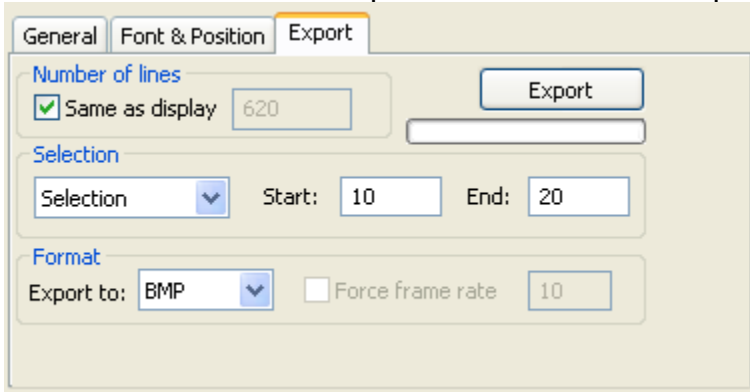 General Font & Position Export
Number of lines
Same as display 620
Export
Selection
Selection Start: 10 End: 20
Format
Export to: BMP Force frame rate 10